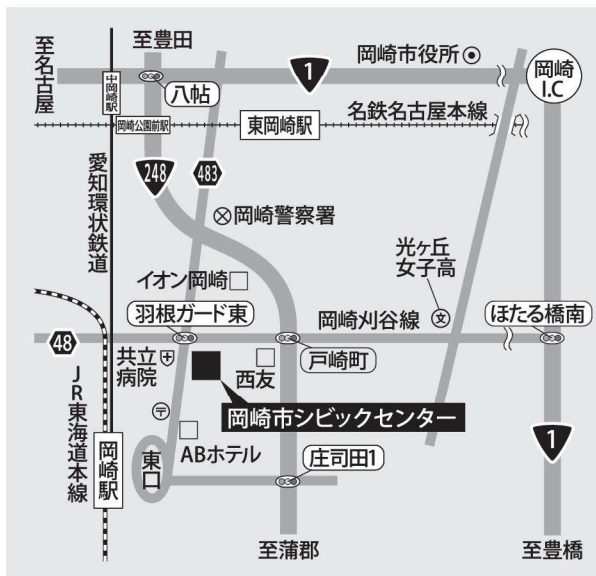 至豊田
岡崎市役所
至名古屋
中岡崎駅
八帖
1
岡崎
I.C
岡崎公園前駅
東岡崎駅
名鉄名古屋本線
愛知環状鉄道
248
483
岡崎警察署
光ヶ丘
女子高
イオン岡崎
羽根ガード東
岡崎刈谷線
ほたる橋南
48
共立
病院
西友
戸崎町
JR東海道本線
岡崎市シビックセンター
岡崎駅
東口
ABホテル
庄司田1
1
至蒲郡
至豊橋
文
〒